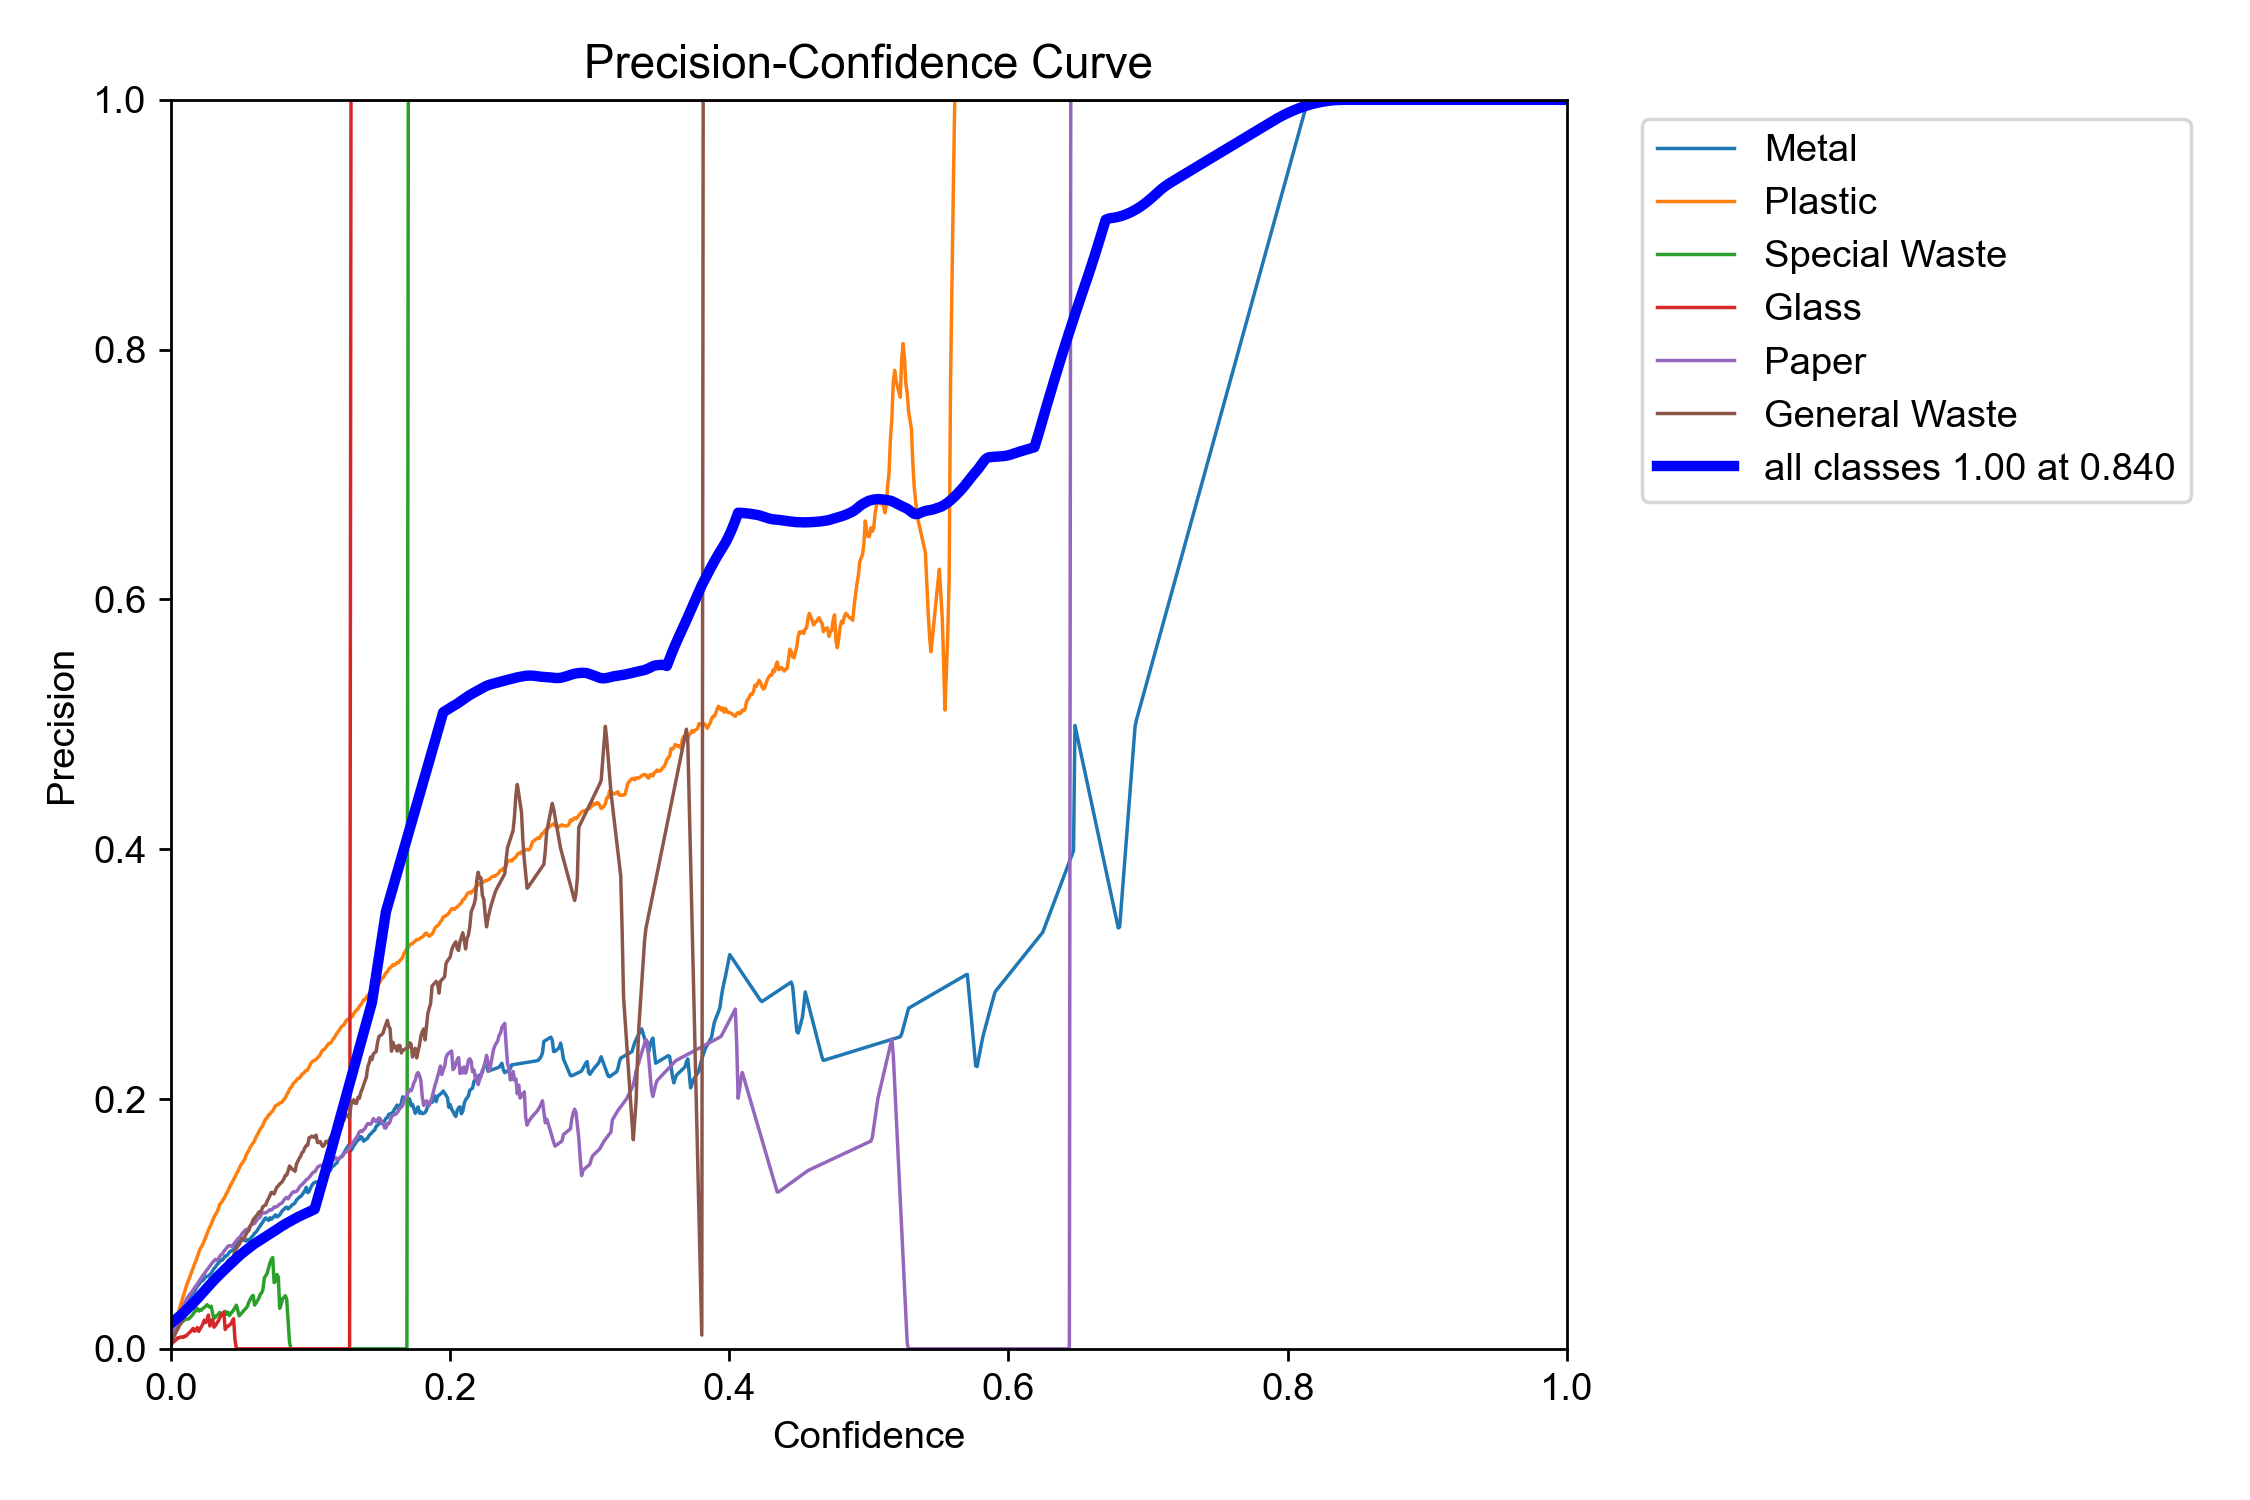 Precision-Confidence Curve
1.0
0.8
0.6
0.4
0.2
0.0
Precision
0.0 0.2 0.4 0.6 0.8 1.0
Confidence
Metal
Plastic
Special Waste
Glass
Paper
General Waste
all classes 1.00 at 0.840